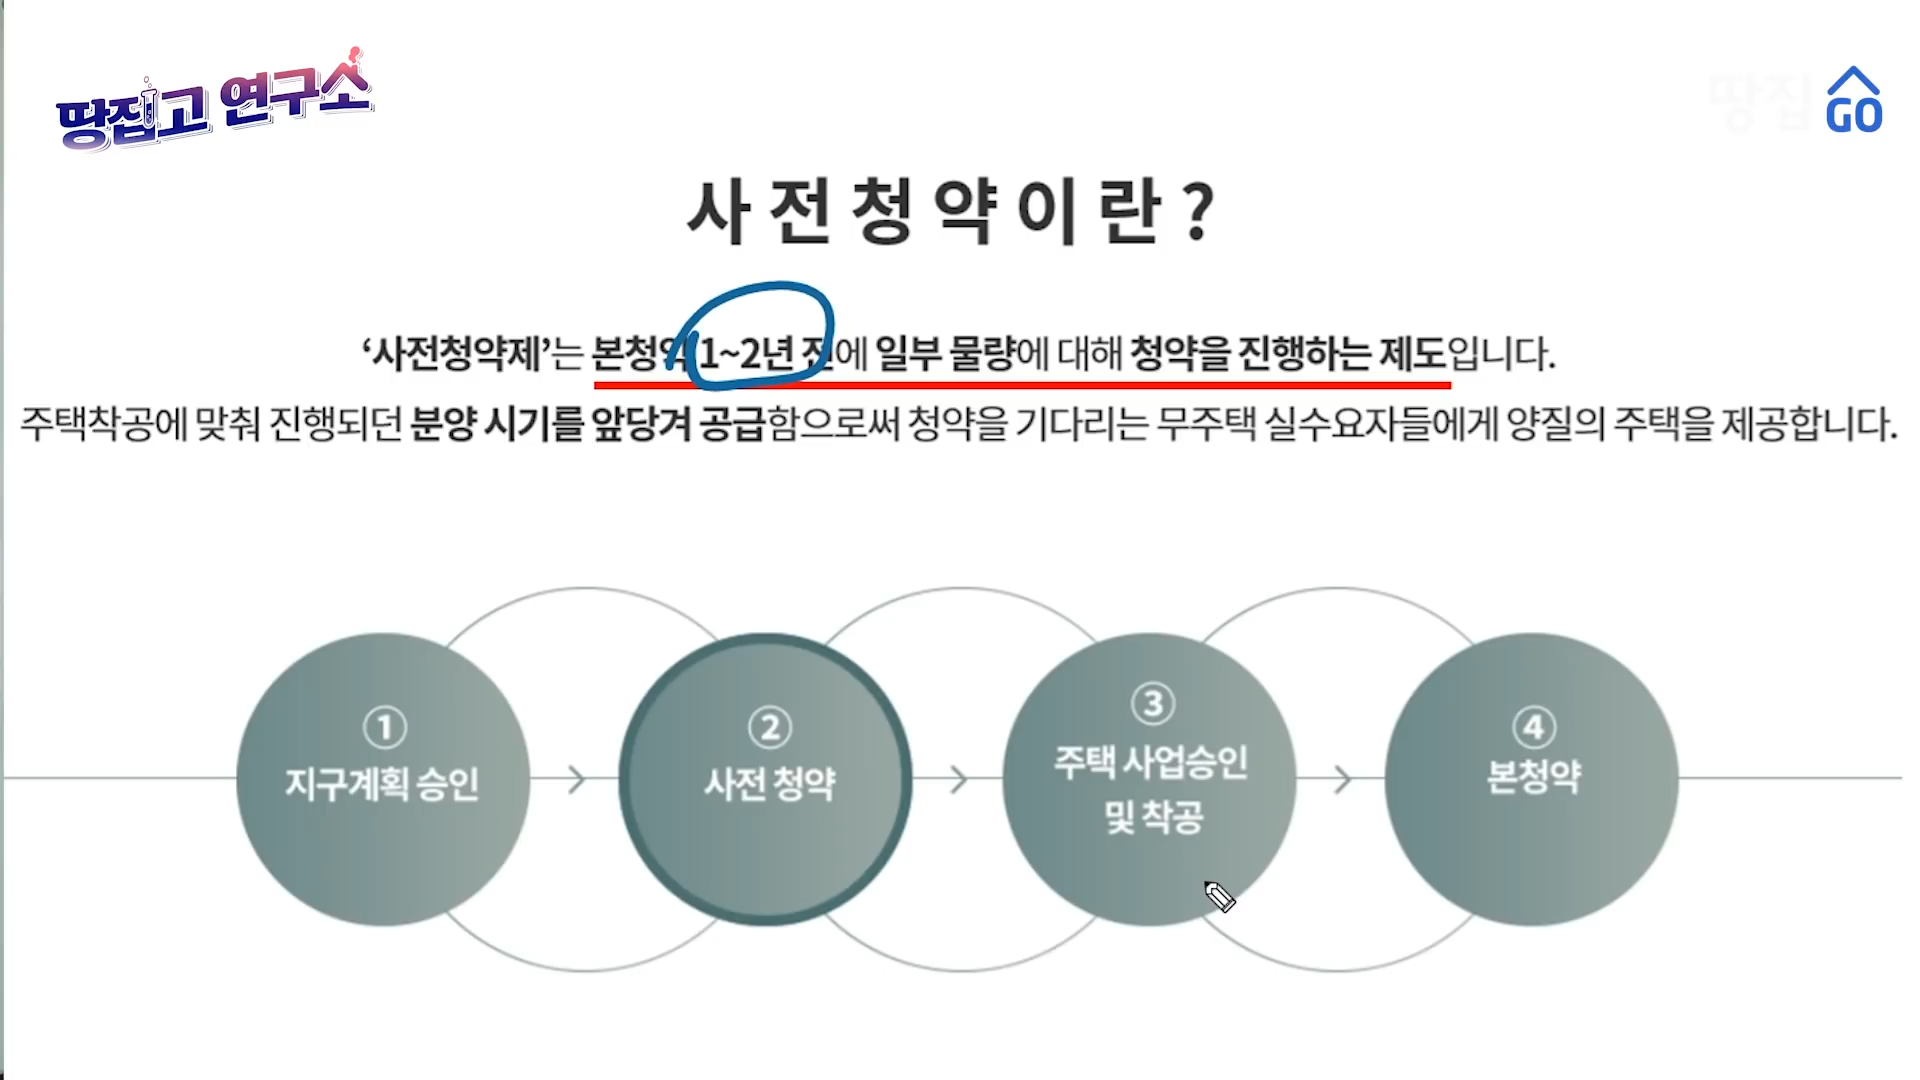 땅집고 연구소
땅집GO
사전청약이란?
‘사전청약제’는 본청약 1~2년 전에 일부 물량에 대해 청약을 진행하는 제도입니다.
주택착공에 맞춰 진행되던 분양 시기를 앞당겨 공급함으로써 청약을 기다리는 무주택 실수요자들에게 양질의 주택을 제공합니다.
①
지구계획 승인
②
사전 청약
③
주택 사업승인
및 착공
④
본청약